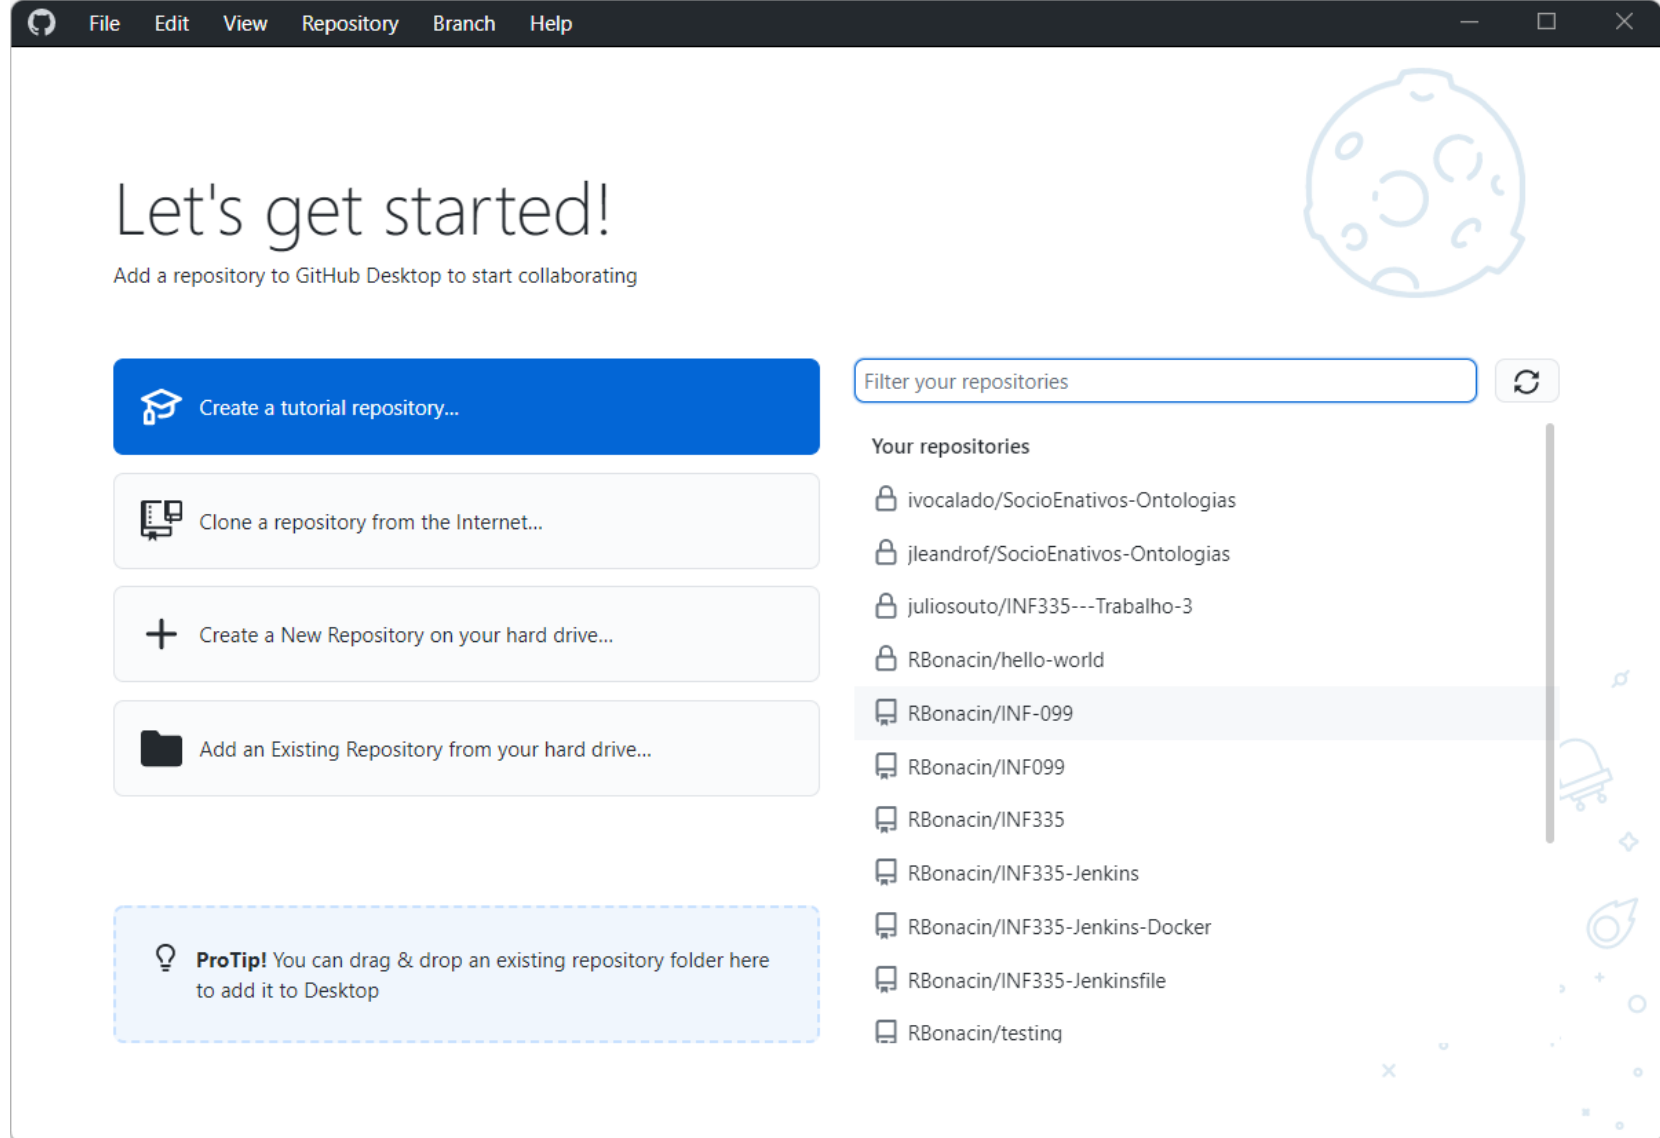 File Edit View Repository Branch Help
Let's get started!
Add a repository to GitHub Desktop to start collaborating
Create a tutorial repository...
Clone a repository from the Internet...
Create a New Repository on your hard drive...
Add an Existing Repository from your hard drive...
ProTip! You can drag & drop an existing repository folder here
to add it to Desktop
Filter your repositories
Your repositories
ivocalado/SocioEnativos-Ontologias
jleandrof/SocioEnativos-Ontologias
juliosouto/INF335---Trabalho-3
RBonacin/hello-world
RBonacin/INF-099
RBonacin/INF099
RBonacin/INF335
RBonacin/INF335-Jenkins
RBonacin/INF335-Jenkins-Docker
RBonacin/INF335-Jenkinsfile
RBonacin/testing